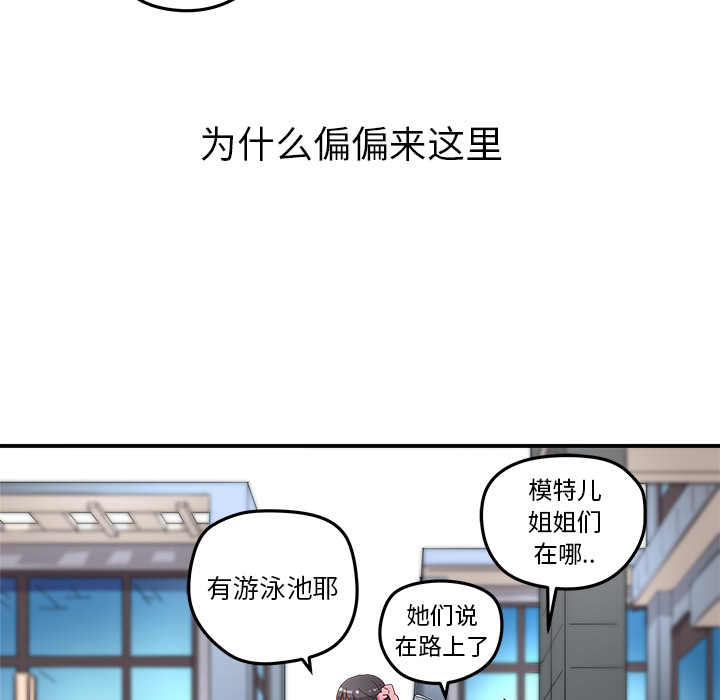 为什么偏偏来这里
模特儿
姐姐们
在哪..
有游泳池耶
她们说
在路上了